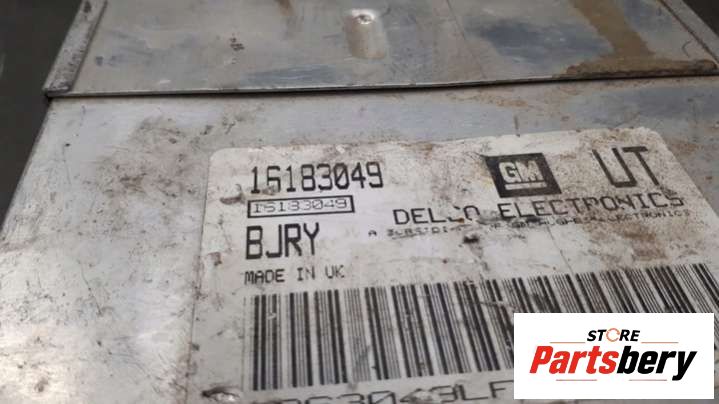 16183049
16183049
GM
UT
BJRY
DELCO ELECTRONICS
MADE IN UK
STORE
Partsbery